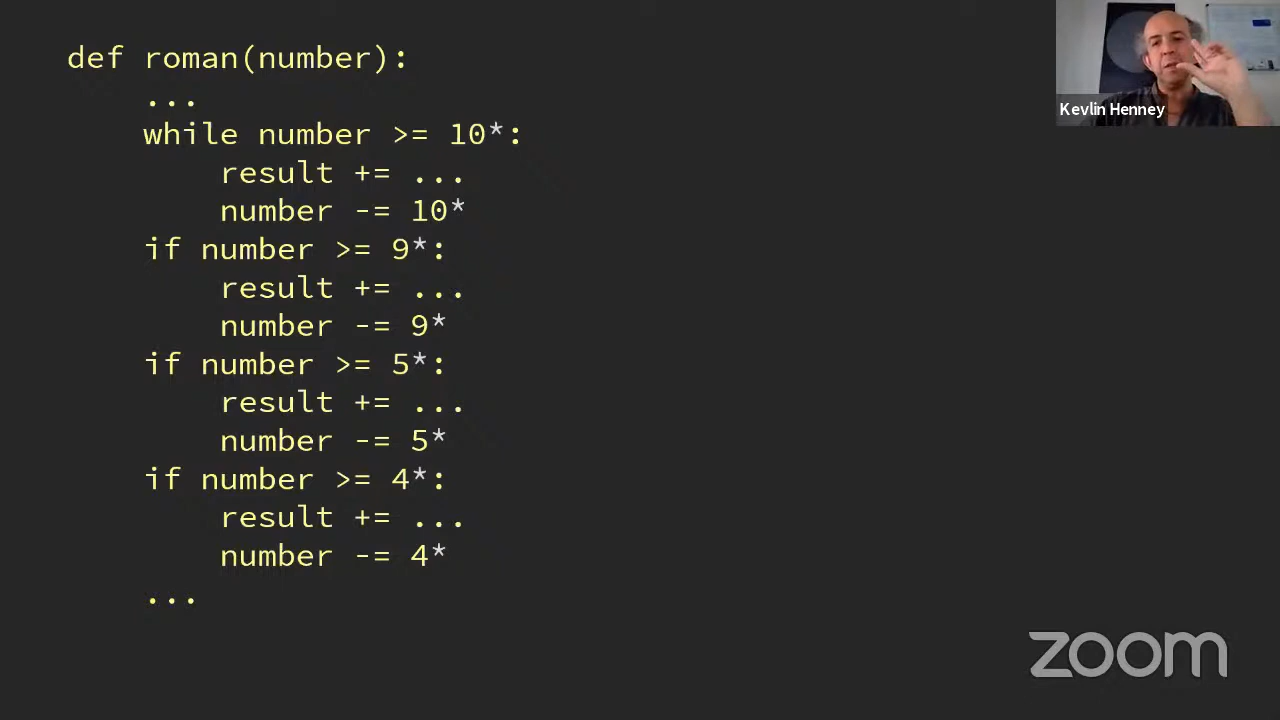 def roman(number):
...
while number >= 10*:
result += ...
number -= 10*
if number >= 9*:
result += ...
number -= 9*
if number >= 5*:
result += ...
number -= 5*
if number >= 4*:
result += ...
number -= 4*
...
Kevlin Henney
zoom